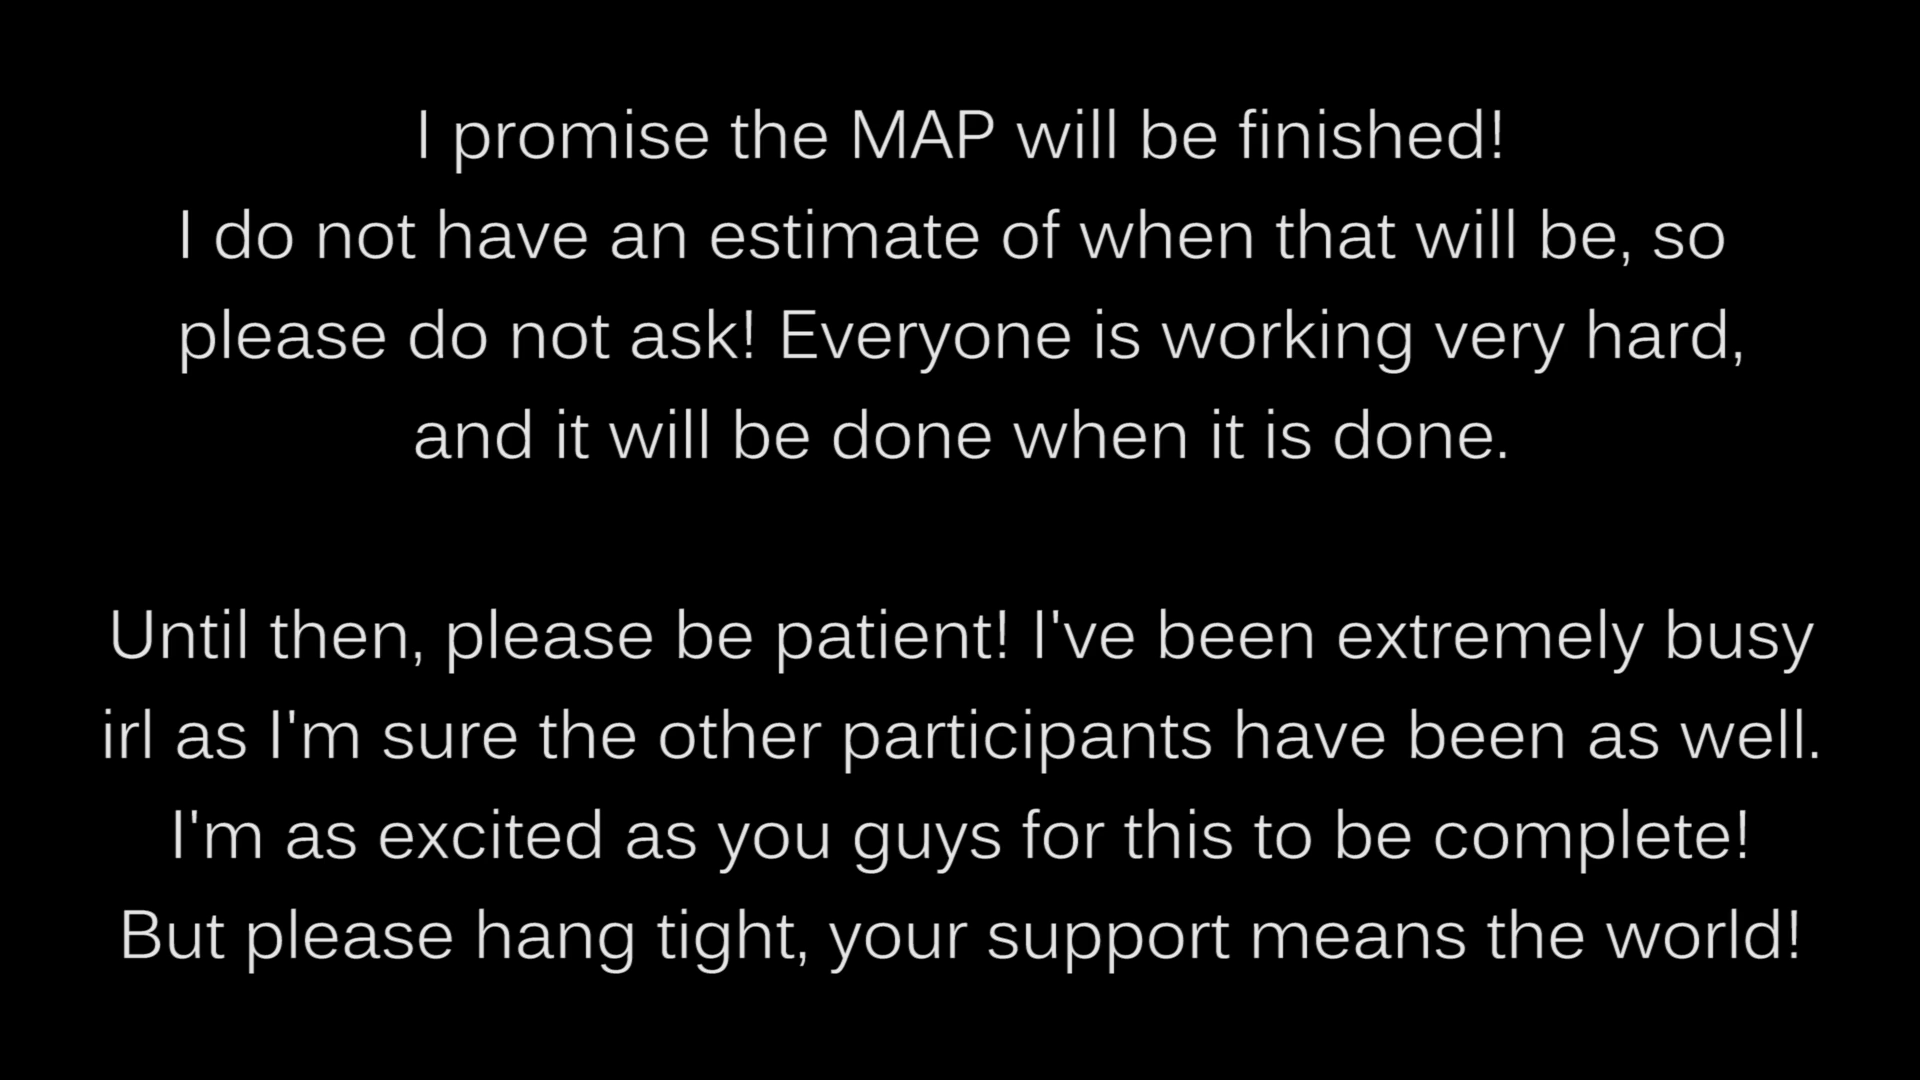 I promise the MAP will be finished!
I do not have an estimate of when that will be, so
please do not ask! Everyone is working very hard,
and it will be done when it is done.
Until then, please be patient! I've been extremely busy
irl as I'm sure the other participants have been as well.
I'm as excited as you guys for this to be complete!
But please hang tight, your support means the world!